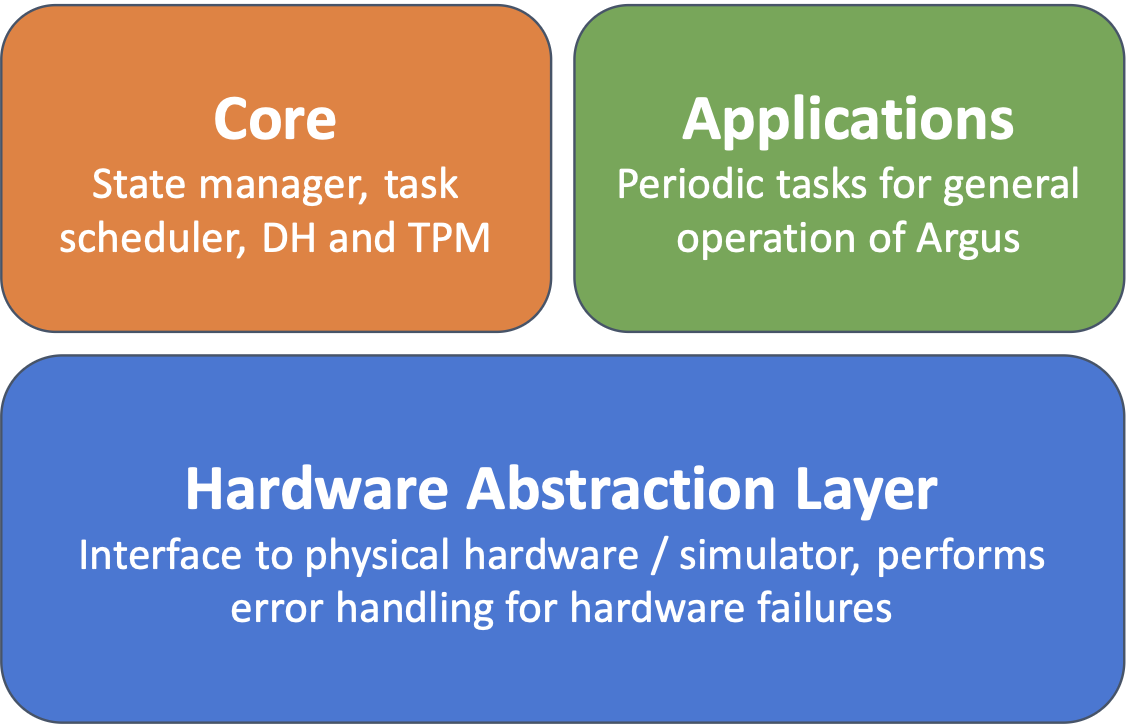 Core
State manager, task
scheduler, DH and TPM
Applications
Periodic tasks for general
operation of Argus
Hardware Abstraction Layer
Interface to physical hardware / simulator, performs
error handling for hardware failures